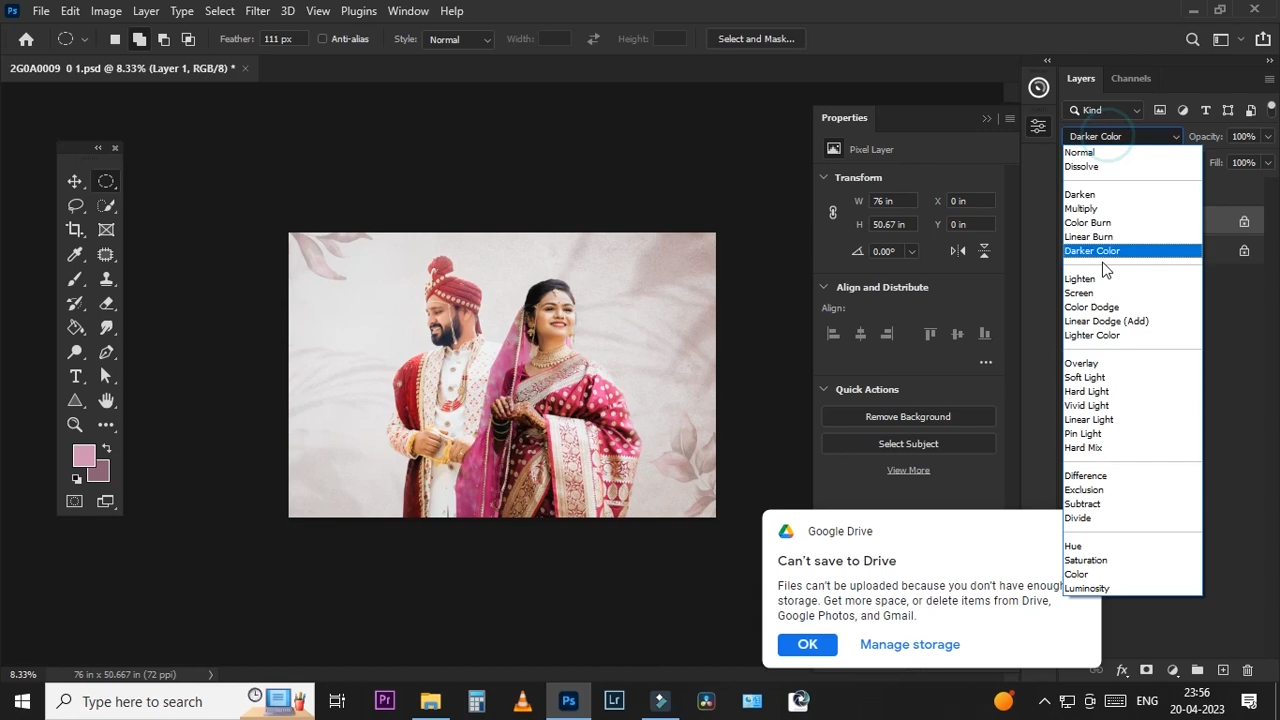 Ps File Edit Image Layer Type Select Filter 3D View Plugins Window Help
Feather: 111 px Anti-alias Style: Normal Width: Height: Select and Mask...
2G0A0009 0 1.psd @ 8.33% (Layer 1, RGB/8) * ×
Layers Channels
Kind
Darker Color Opacity: 100%
Fill: 100%
Normal
Dissolve
Darken
Multiply
Color Burn
Linear Burn
Darker Color
Lighten
Screen
Color Dodge
Linear Dodge (Add)
Lighter Color
Overlay
Soft Light
Hard Light
Vivid Light
Linear Light
Pin Light
Hard Mix
Difference
Exclusion
Subtract
Divide
Hue
Saturation
Color
Luminosity
Properties
Pixel Layer
Transform
W 76 in X 0 in
H 50.67 in Y 0 in
0.00°
Align and Distribute
Align:
Quick Actions
Remove Background
Select Subject
View More
Google Drive
Can't save to Drive
Files can't be uploaded because you don't have enough
storage. Get more space, or delete items from Drive,
Google Photos, and Gmail.
OK Manage storage
8.33% 76 in x 50.667 in (72 ppi)
fx
Type here to search
Pr Ps Lr
ENG
23:56
20-04-2023